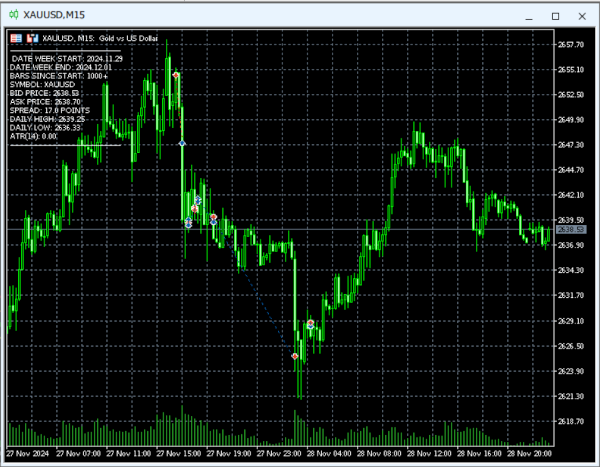 XAUUSD,M15
XAUUSD, M15: Gold vs US Dollar
DATE WEEK START: 2024.11.29
DATE WEEK END: 2024.12.01
BARS SINCE START: 1000+
SYMBOL: XAUUSD
BID PRICE: 2638.53
ASK PRICE: 2638.70
SPREAD: 17.0 POINTS
DAILY HIGH: 2639.25
DAILY LOW: 2636.33
ATR(14): 0.00
2657.70
2655.10
2652.50
2649.90
2647.30
2644.70
2642.10
2639.50
2638.53
2636.90
2634.30
2631.70
2629.10
2626.50
2623.90
2621.30
2618.70
27 Nov 2024
27 Nov 07:00
27 Nov 11:00
27 Nov 15:00
27 Nov 19:00
27 Nov 23:00
28 Nov 04:00
28 Nov 08:00
28 Nov 12:00
28 Nov 16:00
28 Nov 20:00